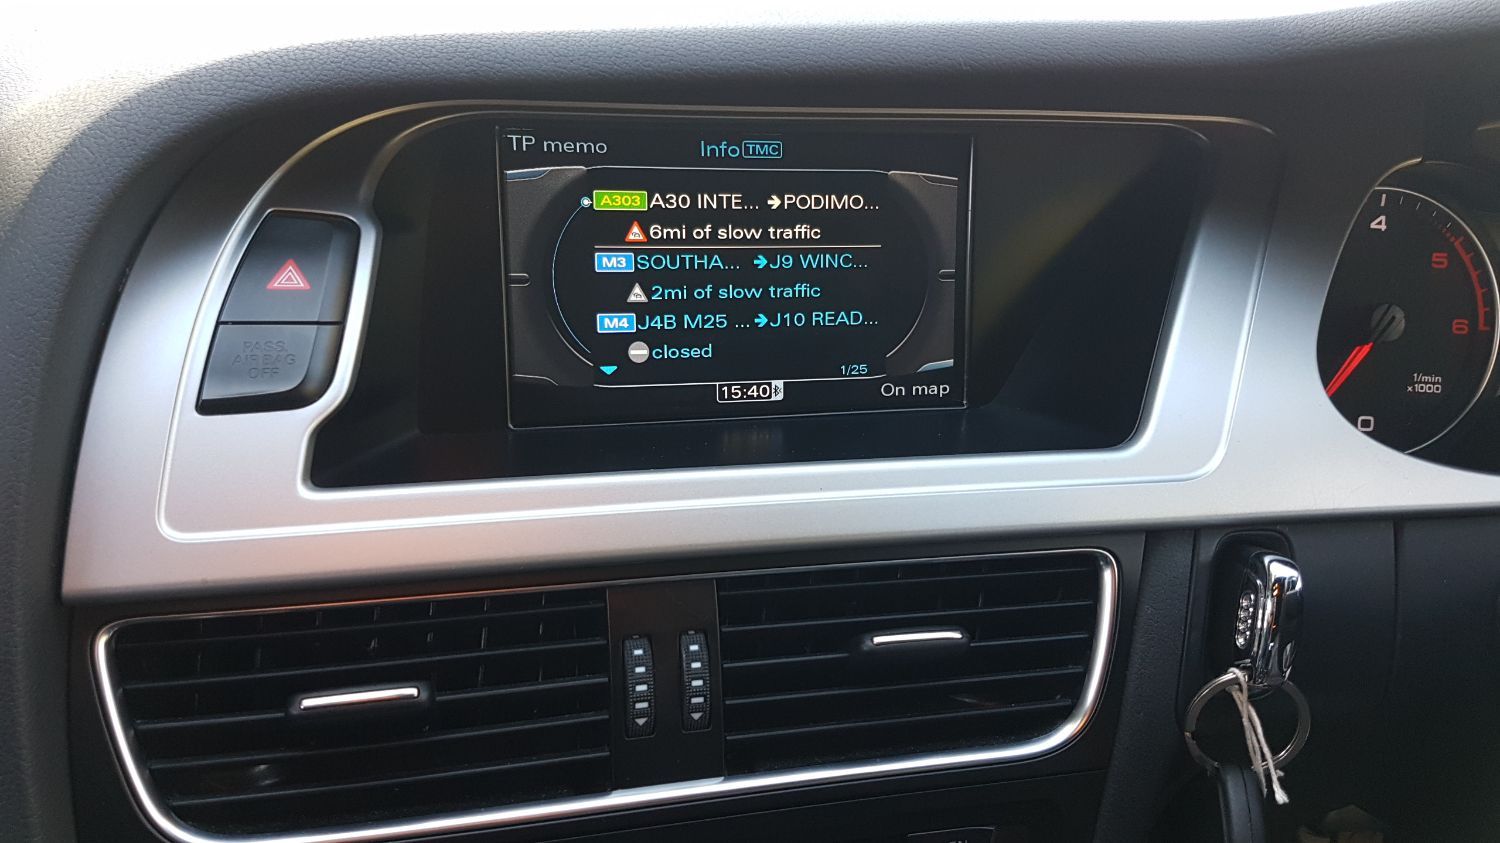 TP memo
Info TMC
A303 A30 INTE... → PODIMO...
6mi of slow traffic
M3 SOUTHA... → J9 WINC...
2mi of slow traffic
M4 J4B M25 ... → J10 READ...
closed
1/25
15:40
On map
PASS.
AIRBAG
OFF
1
4
5
6
1/min
x1000
0